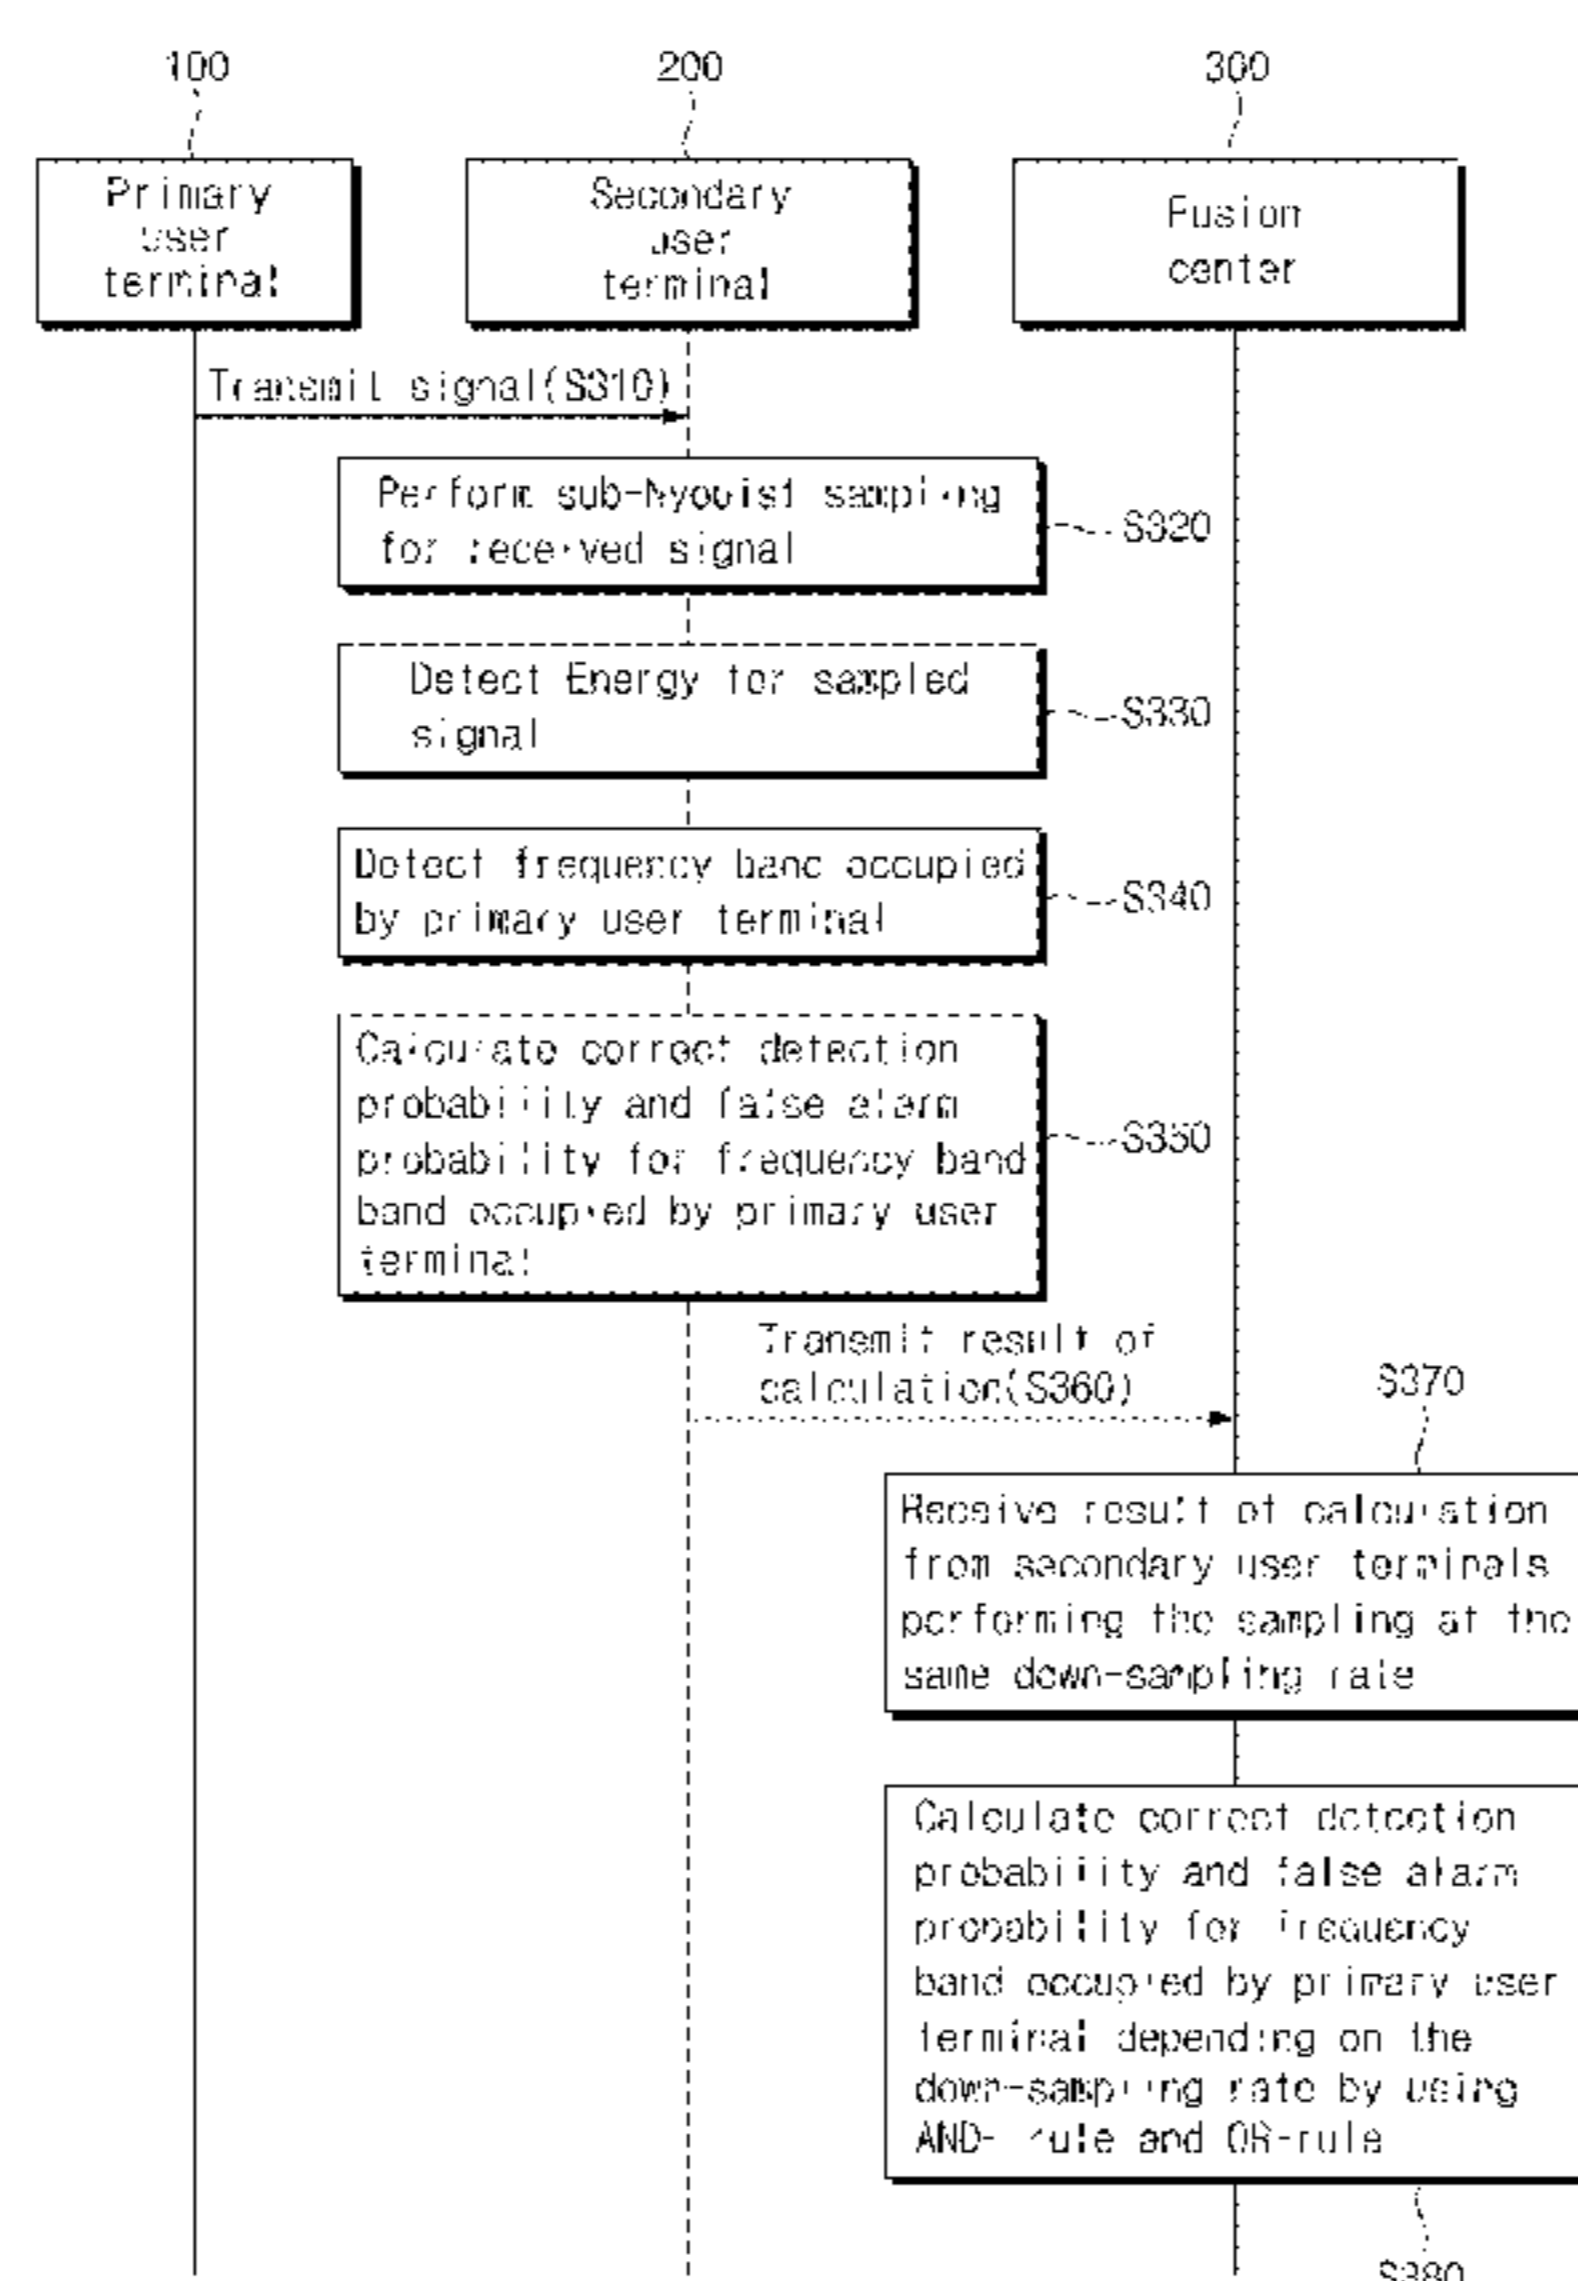 100
200
300
Primary
user
terminal
Secondary
user
terminal
Fusion
center
Transmit signal(S310)
Perform sub-Nyquist sampling
for received signal
S320
Detect Energy for sampled
signal
S330
Detect frequency band occupied
by primary user terminal
S340
Calculate correct detection
probability and false alarm
probability for frequency band
band occupied by primary user
terminal
S350
Transmit result of
calculation(S360)
S370
Receive result of calculation
from secondary user terminals
performing the sampling at the
same down-sampling rate
Calculate correct detection
probability and false alarm
probability for frequency
band occupied by primary user
terminal depending on the
down-sampling rate by using
AND- rule and OR-rule
S380